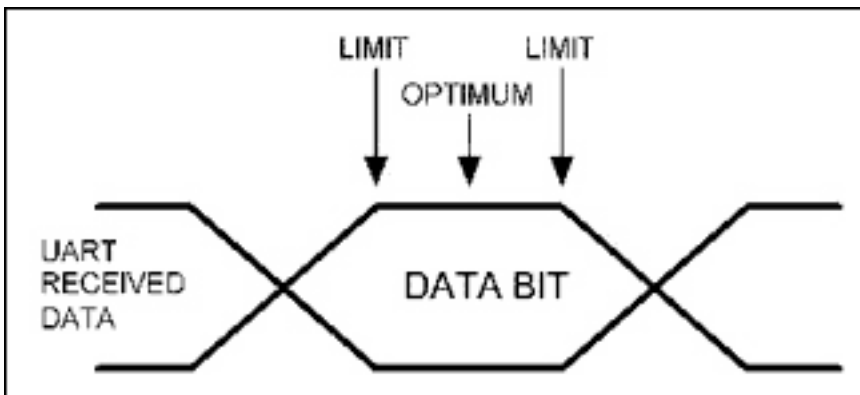 LIMIT LIMIT
OPTIMUM
UART
RECEIVED
DATA
DATA BIT